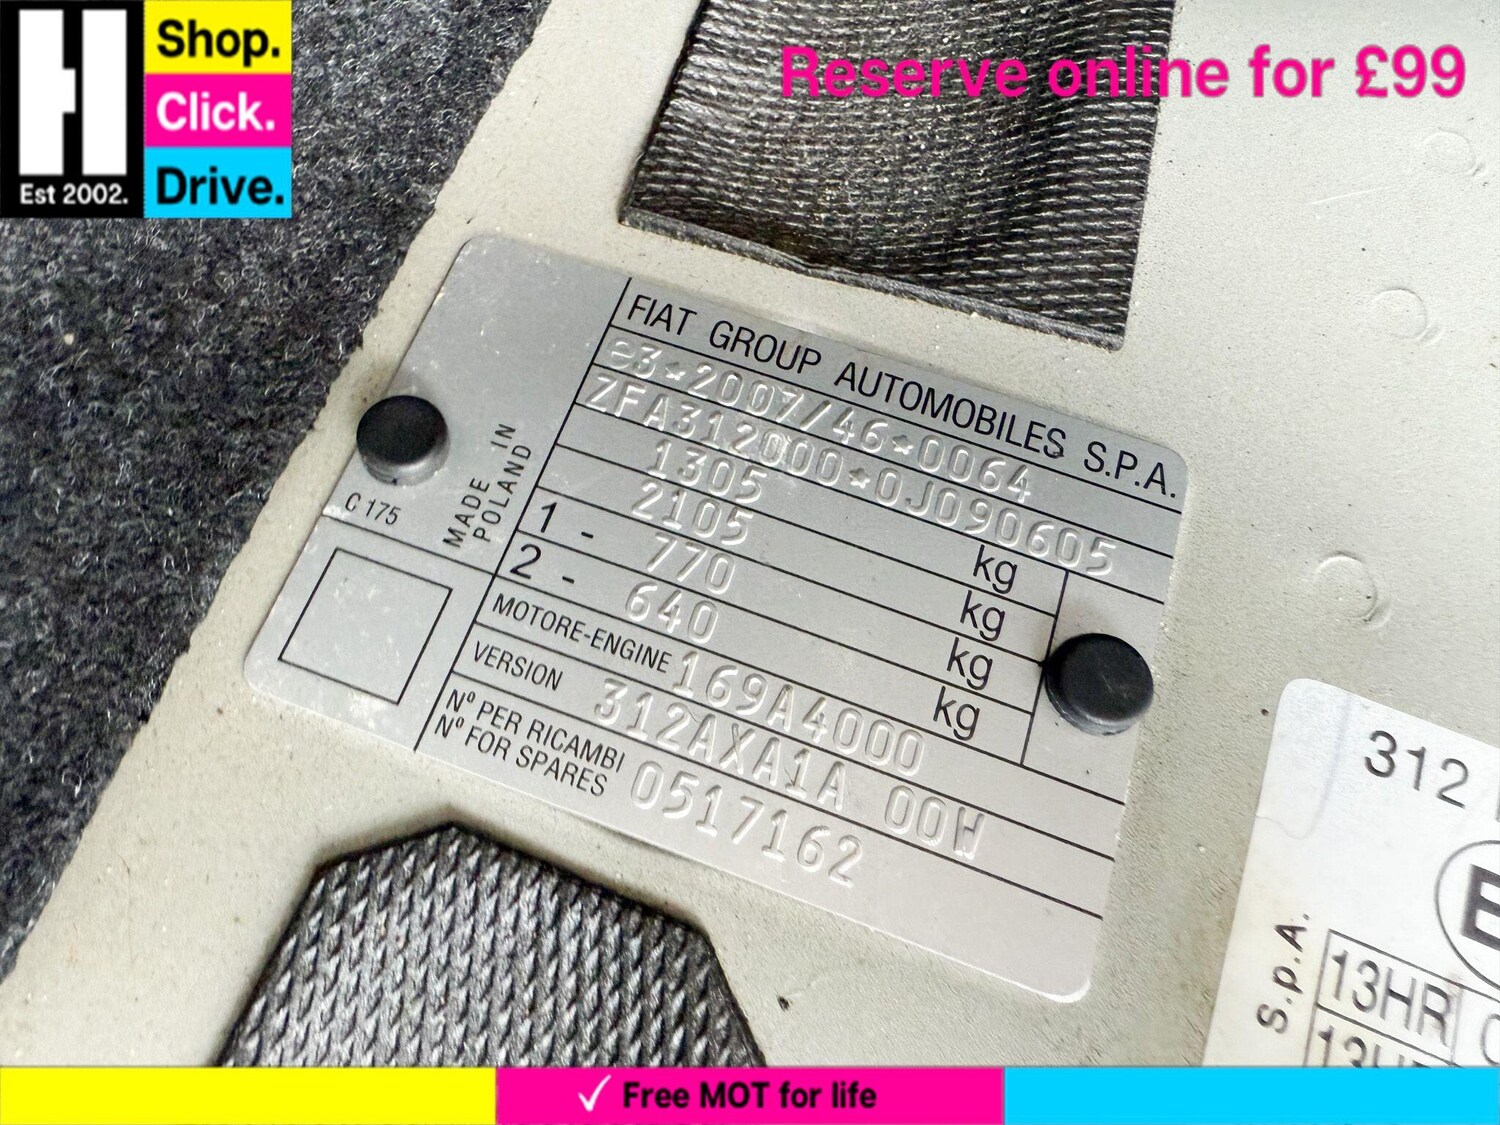 Shop.
Click.
Drive.
Est 2002.
Reserve online for £99
FIAT GROUP AUTOMOBILES S.P.A.
e3*2007/46*0064
ZFA312000*0J090605
1305 kg
2105 kg
1 - 770 kg
2 - 640 kg
MOTORE-ENGINE 169A4000
VERSION 312AXA1A 00W
Nº PER RICAMBI
Nº FOR SPARES 0517162
MADE IN
POLAND
C 175
312
S.p.A.
13HR
✓ Free MOT for life